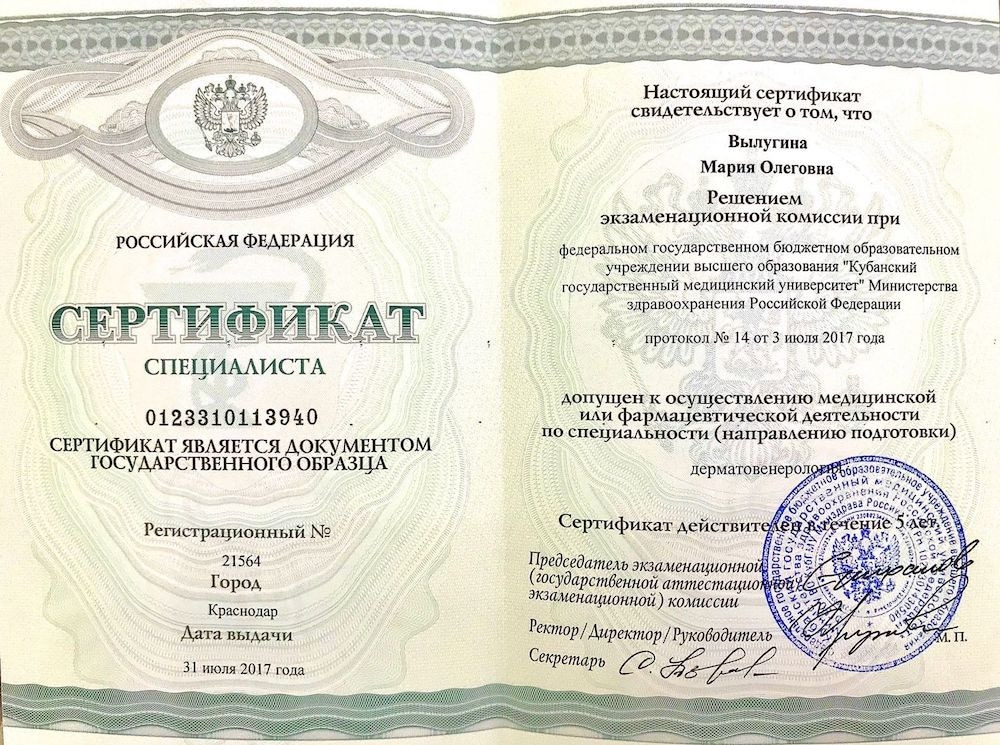 РОССИЙСКАЯ ФЕДЕРАЦИЯ
СЕРТИФИКАТ
СПЕЦИАЛИСТА
0123310113940
СЕРТИФИКАТ ЯВЛЯЕТСЯ ДОКУМЕНТОМ
ГОСУДАРСТВЕННОГО ОБРАЗЦА
Регистрационный №
21564
Город
Краснодар
Дата выдачи
31 июля 2017 года
Настоящий сертификат
свидетельствует о том, что
Вылугина
Мария Олеговна
Решением
экзаменационной комиссии при
федеральном государственном бюджетном образовательном
учреждении высшего образования "Кубанский
государственный медицинский университет" Министерства
здравоохранения Российской Федерации
протокол № 14 от 3 июля 2017 года
допущен к осуществлению медицинской
или фармацевтической деятельности
по специальности (направлению подготовки)
дерматовенерология
Сертификат действителен в течение 5 лет
Председатель экзаменационной
(государственной аттестационной
экзаменационной) комиссии
Ректор/Директор/Руководитель
М. П.
Секретарь